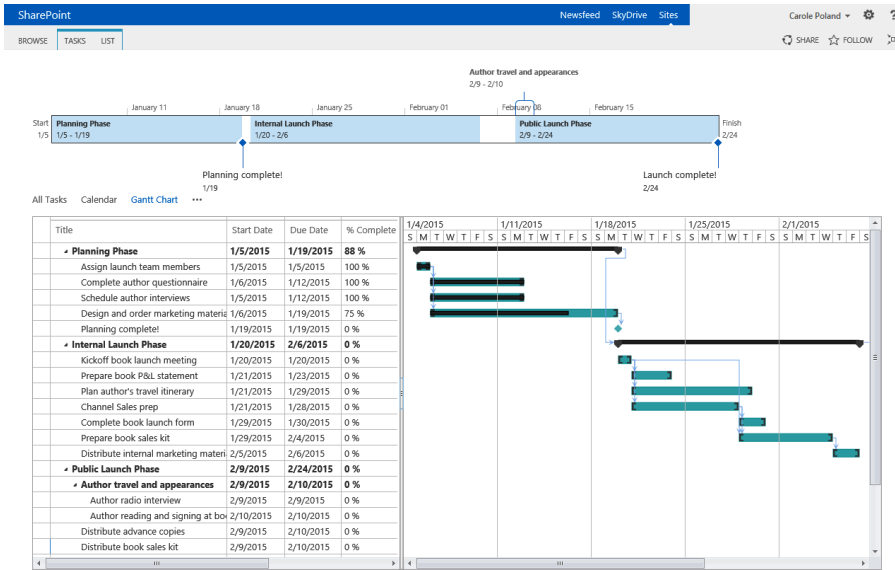 SharePoint
Newsfeed SkyDrive Sites
Carole Poland
?
BROWSE TASKS LIST
SHARE FOLLOW
Author travel and appearances
2/9 - 2/10
January 11 January 18 January 25 February 01 February 08 February 15
Start Planning Phase Internal Launch Phase Public Launch Phase Finish
1/5 1/5 - 1/19 1/20 - 2/6 2/9 - 2/24 2/24
Planning complete! Launch complete!
1/19 2/24
All Tasks Calendar Gantt Chart ...
1/4/2015 1/11/2015 1/18/2015 1/25/2015 2/1/2015
Title Start Date Due Date % Complete
S M T W T F S S M T W T F S S M T W T F S S M T W T F S S M T W T F S
Planning Phase 1/5/2015 1/19/2015 88 %
Assign launch team members 1/5/2015 1/5/2015 100 %
Complete author questionnaire 1/6/2015 1/12/2015 100 %
Schedule author interviews 1/5/2015 1/12/2015 100 %
Design and order marketing materia 1/6/2015 1/19/2015 75 %
Planning complete! 1/19/2015 1/19/2015 0 %
Internal Launch Phase 1/20/2015 2/6/2015 0 %
Kickoff book launch meeting 1/20/2015 1/20/2015 0 %
Prepare book P&L statement 1/21/2015 1/23/2015 0 %
Plan author's travel itinerary 1/21/2015 1/29/2015 0 %
Channel Sales prep 1/21/2015 1/28/2015 0 %
Complete book launch form 1/29/2015 1/30/2015 0 %
Prepare book sales kit 1/29/2015 2/4/2015 0 %
Distribute internal marketing materi 2/5/2015 2/6/2015 0 %
Public Launch Phase 2/9/2015 2/24/2015 0 %
Author travel and appearances 2/9/2015 2/10/2015 0 %
Author radio interview 2/9/2015 2/9/2015 0 %
Author reading and signing at bo 2/10/2015 2/10/2015 0 %
Distribute advance copies 2/9/2015 2/10/2015 0 %
Distribute book sales kit 2/9/2015 2/10/2015 0 %